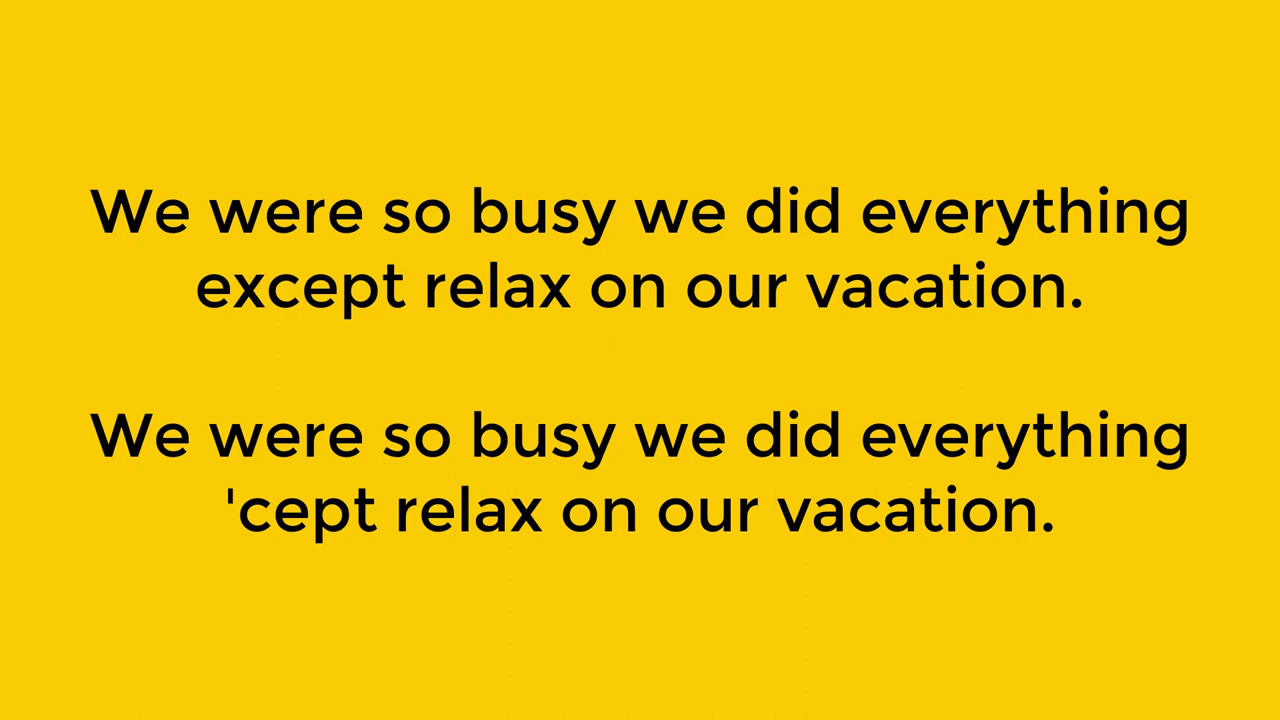 We were so busy we did everything
except relax on our vacation.
We were so busy we did everything
'cept relax on our vacation.